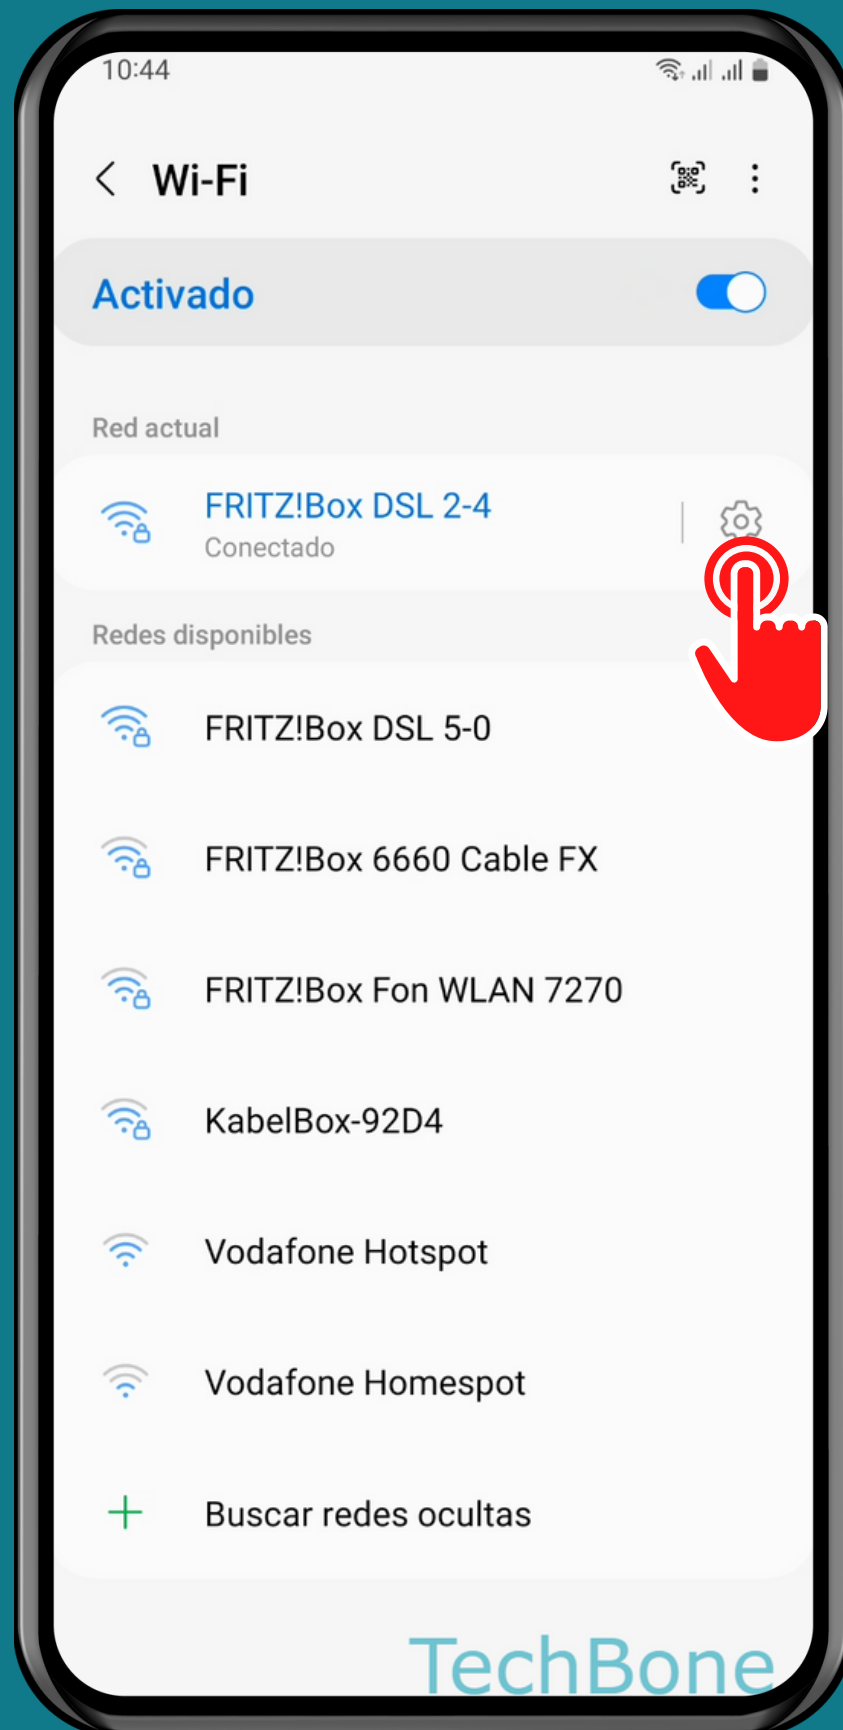 10:44
Wi-Fi
Activado
Red actual
FRITZ!Box DSL 2-4
Conectado
Redes disponibles
FRITZ!Box DSL 5-0
FRITZ!Box 6660 Cable FX
FRITZ!Box Fon WLAN 7270
KabelBox-92D4
Vodafone Hotspot
Vodafone Homespot
Buscar redes ocultas
TechBone